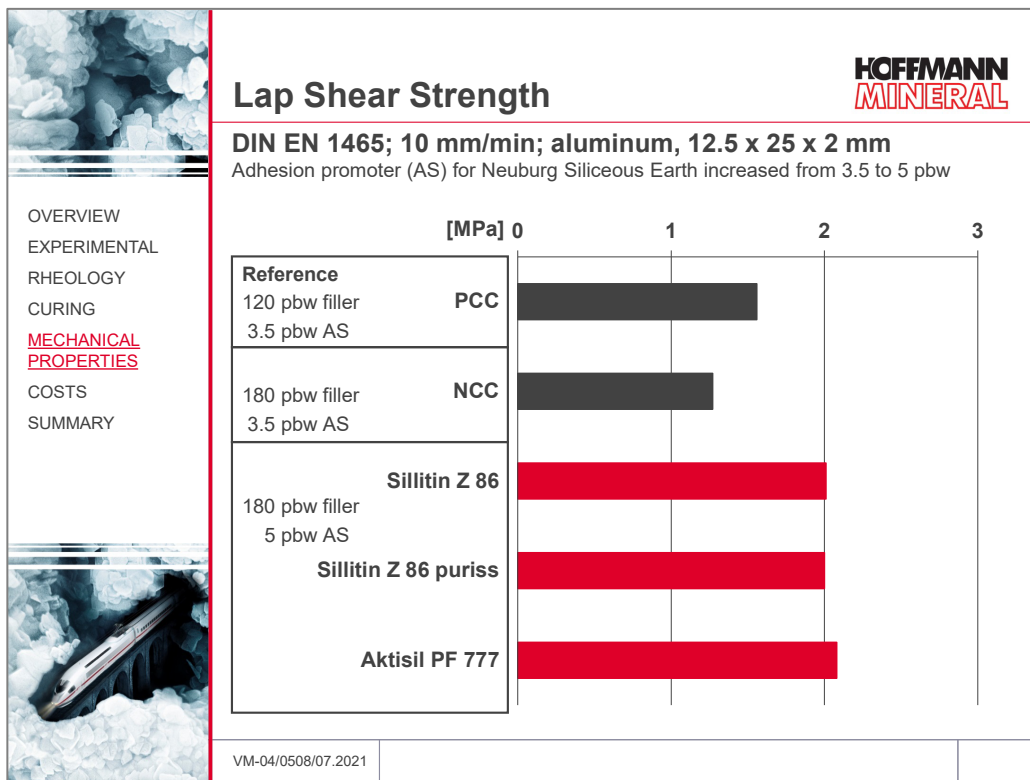 Lap Shear Strength
HOFFMANN
MINERAL
DIN EN 1465; 10 mm/min; aluminum, 12.5 x 25 x 2 mm
Adhesion promoter (AS) for Neuburg Siliceous Earth increased from 3.5 to 5 pbw
OVERVIEW
EXPERIMENTAL
RHEOLOGY
CURING
MECHANICAL
PROPERTIES
COSTS
SUMMARY
[MPa] 0 1 2 3
Reference
120 pbw filler
PCC
3.5 pbw AS
180 pbw filler
NCC
3.5 pbw AS
Sillitin Z 86
180 pbw filler
5 pbw AS
Sillitin Z 86 puriss
Aktisil PF 777
VM-04/0508/07.2021